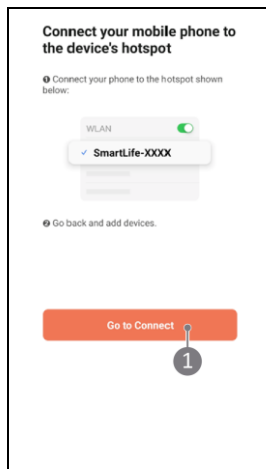 Connect your mobile phone to
the device's hotspot
❶ Connect your phone to the hotspot shown
below:
WLAN
✓ SmartLife-XXXX
❷ Go back and add devices.
Go to Connect
1